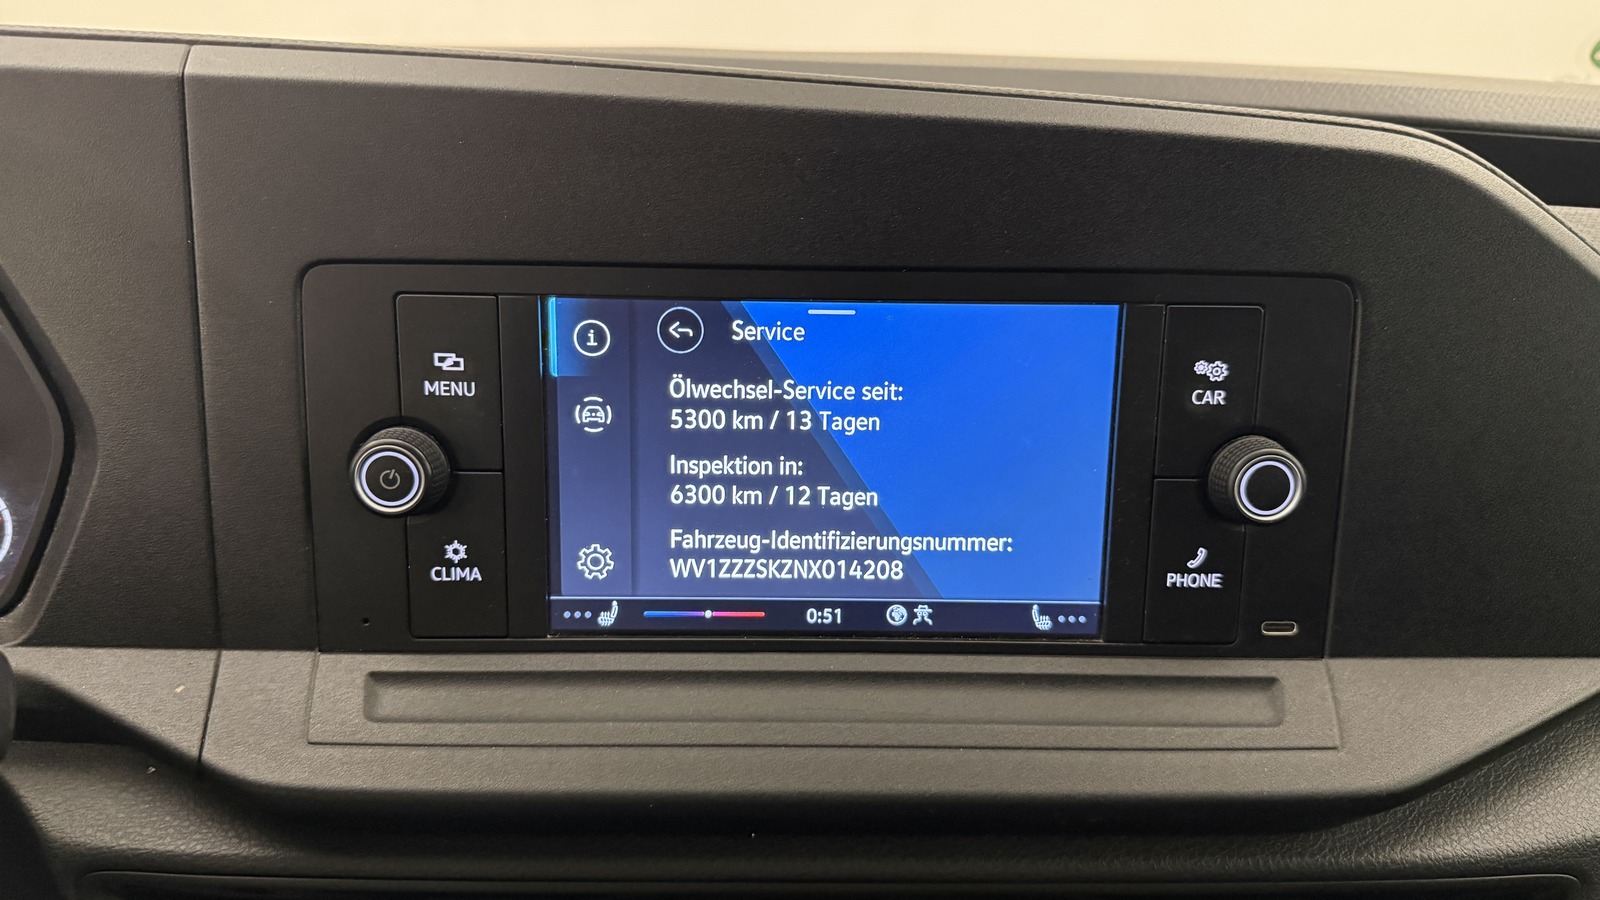 Service
Ölwechsel-Service seit:
5300 km / 13 Tagen
Inspektion in:
6300 km / 12 Tagen
Fahrzeug-Identifizierungsnummer:
WV1ZZZSKZNX014208
0:51
MENU
CLIMA
CAR
PHONE